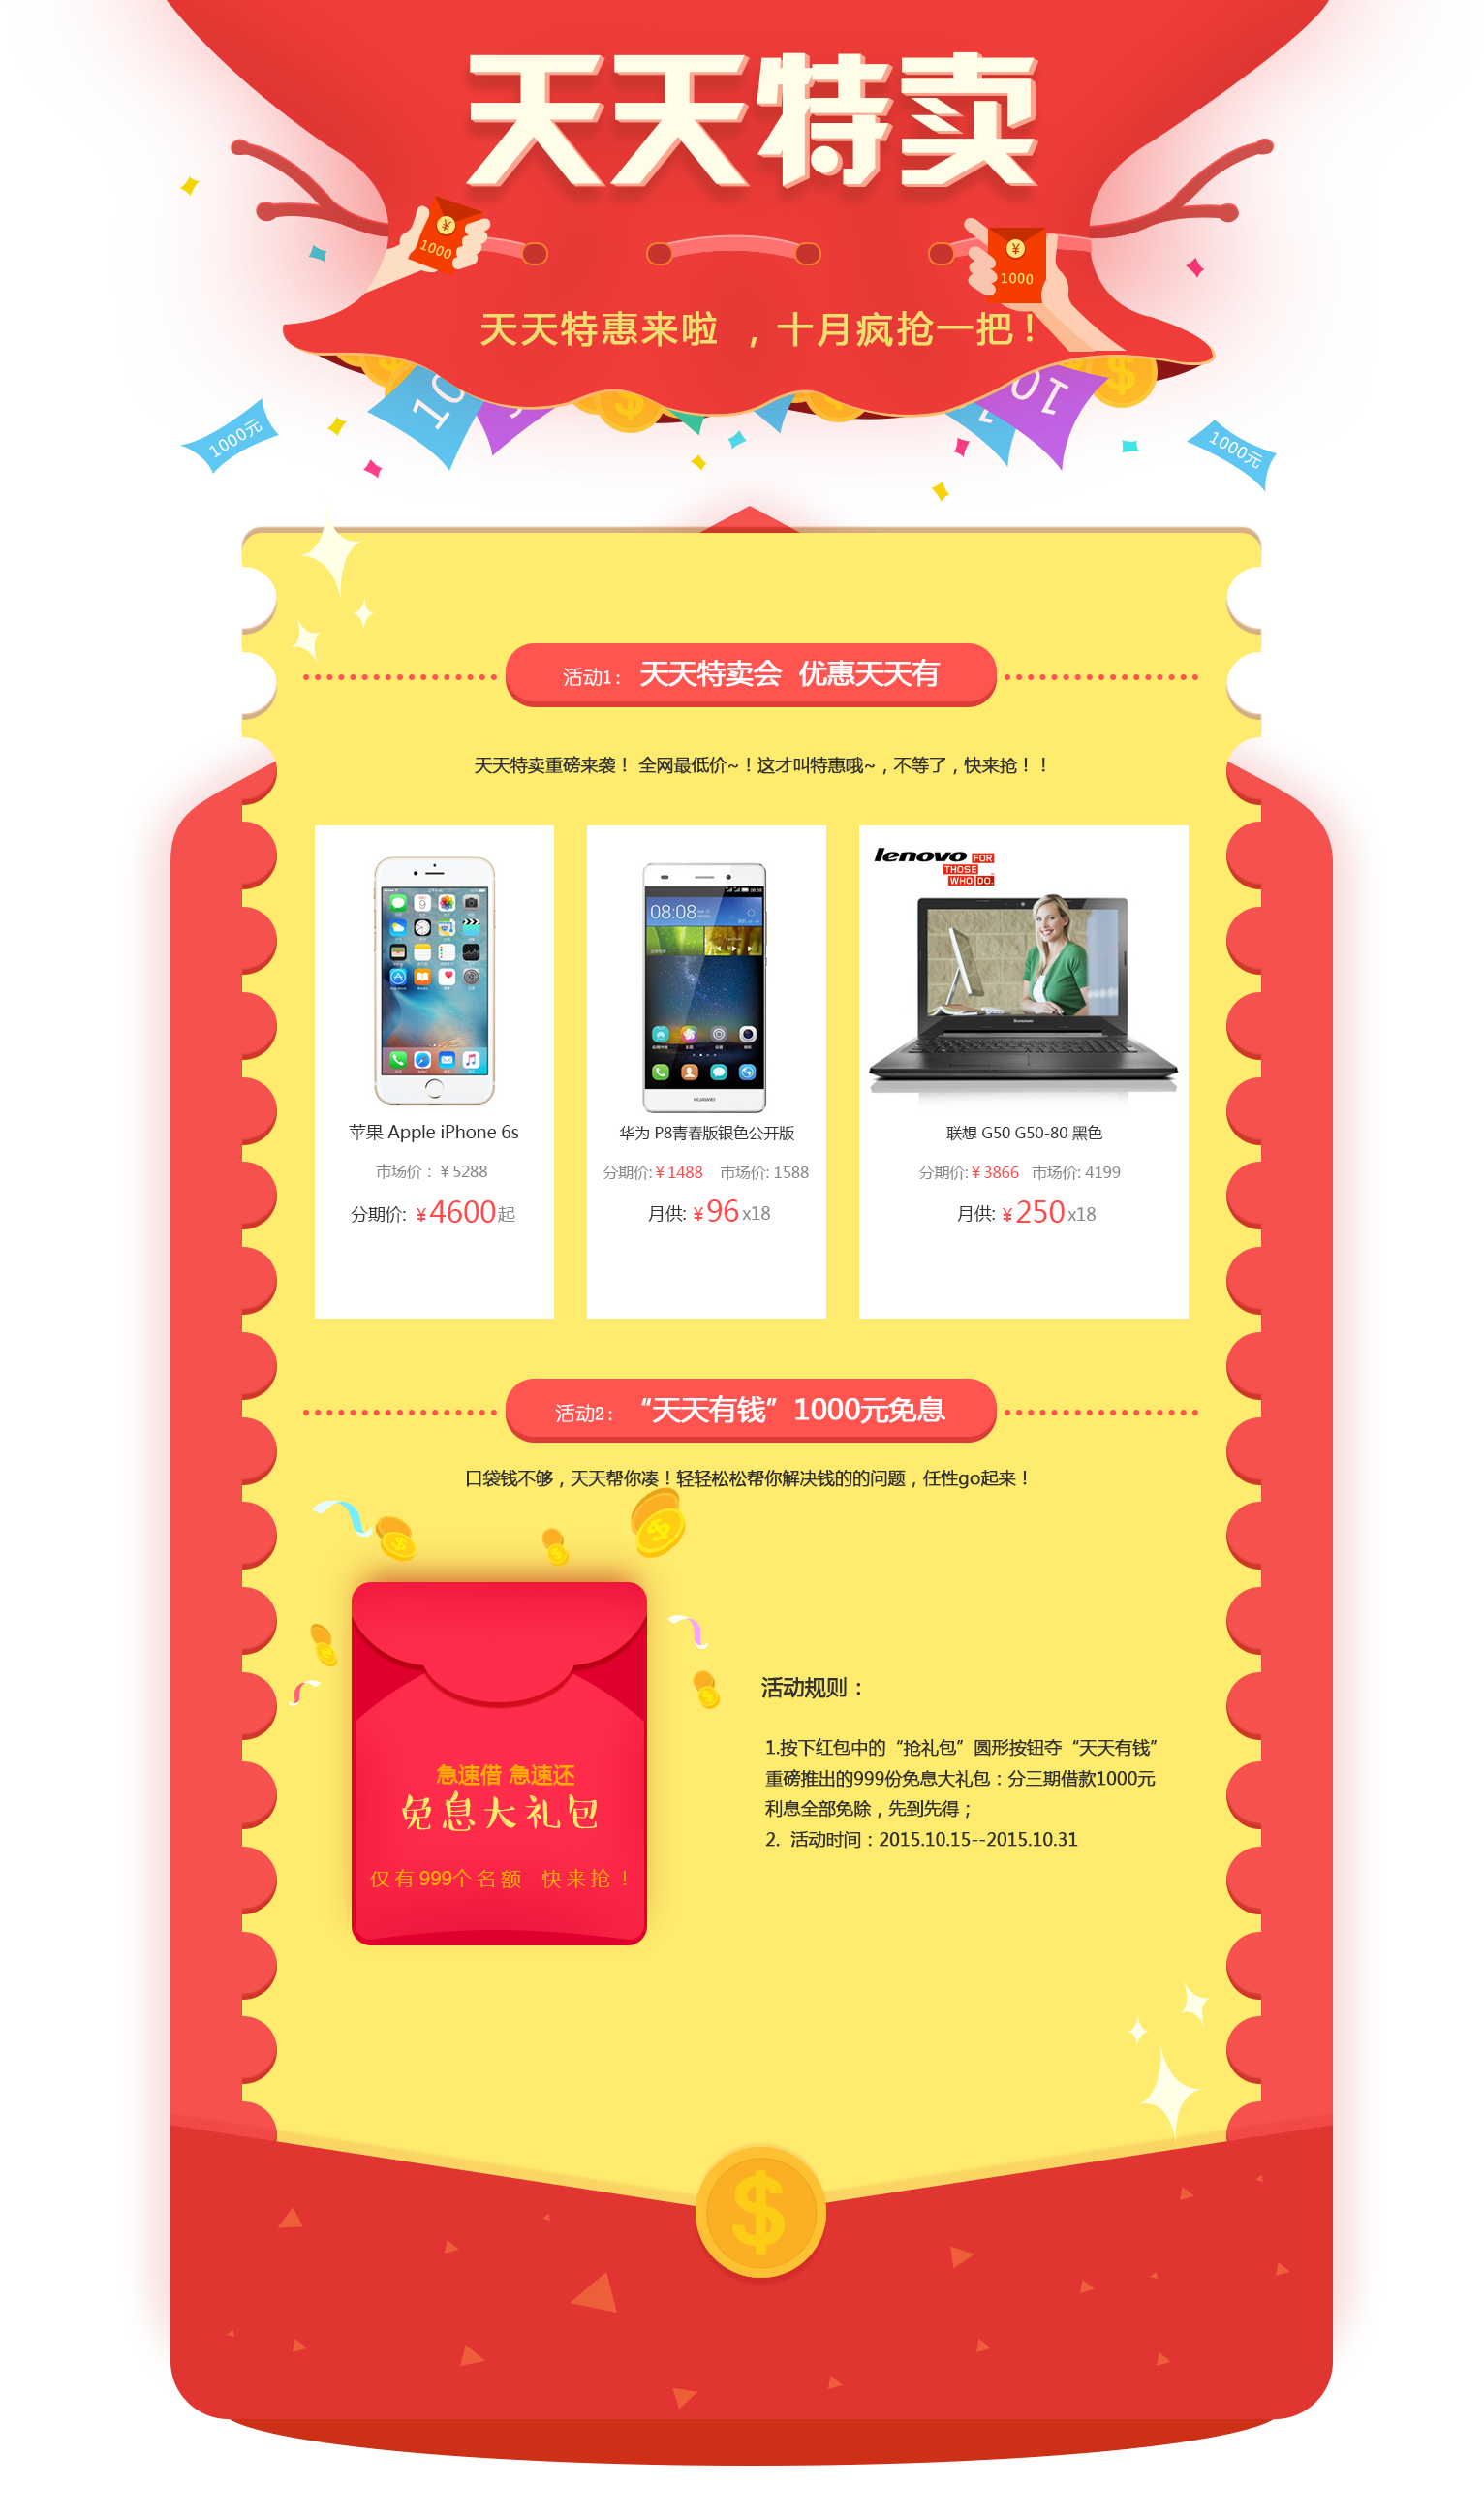 天天特卖
¥
1000
¥
1000
天天特惠来啦 ，十月疯抢一把！
10
10
1000元
1000元
活动1： 天天特卖会 优惠天天有
天天特卖重磅来袭！ 全网最低价~！这才叫特惠哦~，不等了，快来抢！！
lenovo FOR
THOSE
WHO DO.
08:08
HUAWEI
lenovo
苹果 Apple iPhone 6s
市场价：¥5288
分期价: ¥4600起
华为 P8青春版银色公开版
分期价:¥1488 市场价: 1588
月供: ¥96x18
联想 G50 G50-80 黑色
分期价:¥3866 市场价: 4199
月供: ¥250x18
活动2： “天天有钱” 1000元免息
口袋钱不够，天天帮你凑！轻轻松松帮你解决钱的的问题，任性go起来！
急速借 急速还
免息大礼包
仅有999个名额 快来抢！
活动规则：
1.按下红包中的“抢礼包”圆形按钮夺“天天有钱”
重磅推出的999份免息大礼包：分三期借款1000元
利息全部免除，先到先得；
2. 活动时间：2015.10.15--2015.10.31
$